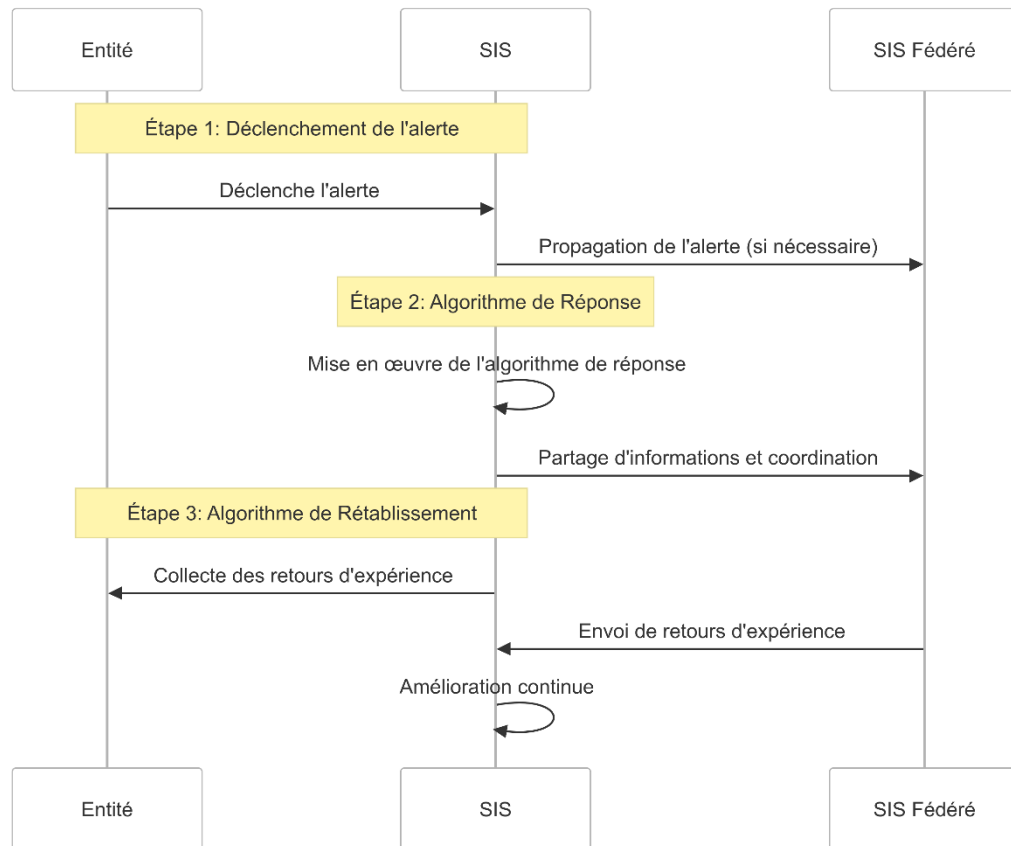 Entité
SIS
SIS Fédéré
Étape 1: Déclenchement de l'alerte
Déclenche l'alerte
Propagation de l'alerte (si nécessaire)
Étape 2: Algorithme de Réponse
Mise en œuvre de l'algorithme de réponse
Partage d'informations et coordination
Étape 3: Algorithme de Rétablissement
Collecte des retours d'expérience
Envoi de retours d'expérience
Amélioration continue
Entité
SIS
SIS Fédéré